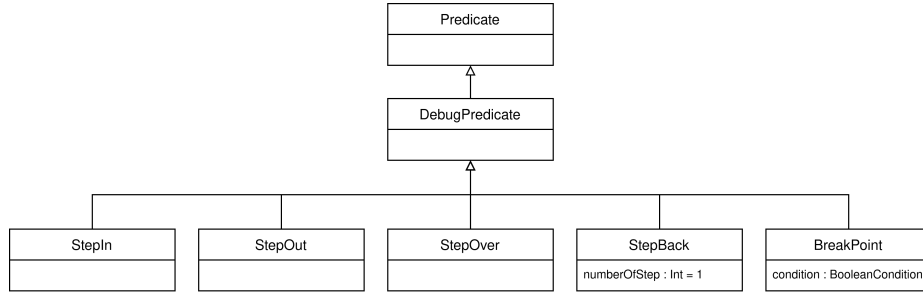 Predicate
DebugPredicate
StepIn
StepOut
StepOver
StepBack
BreakPoint
numberOfStep : Int = 1
condition : BooleanCondition